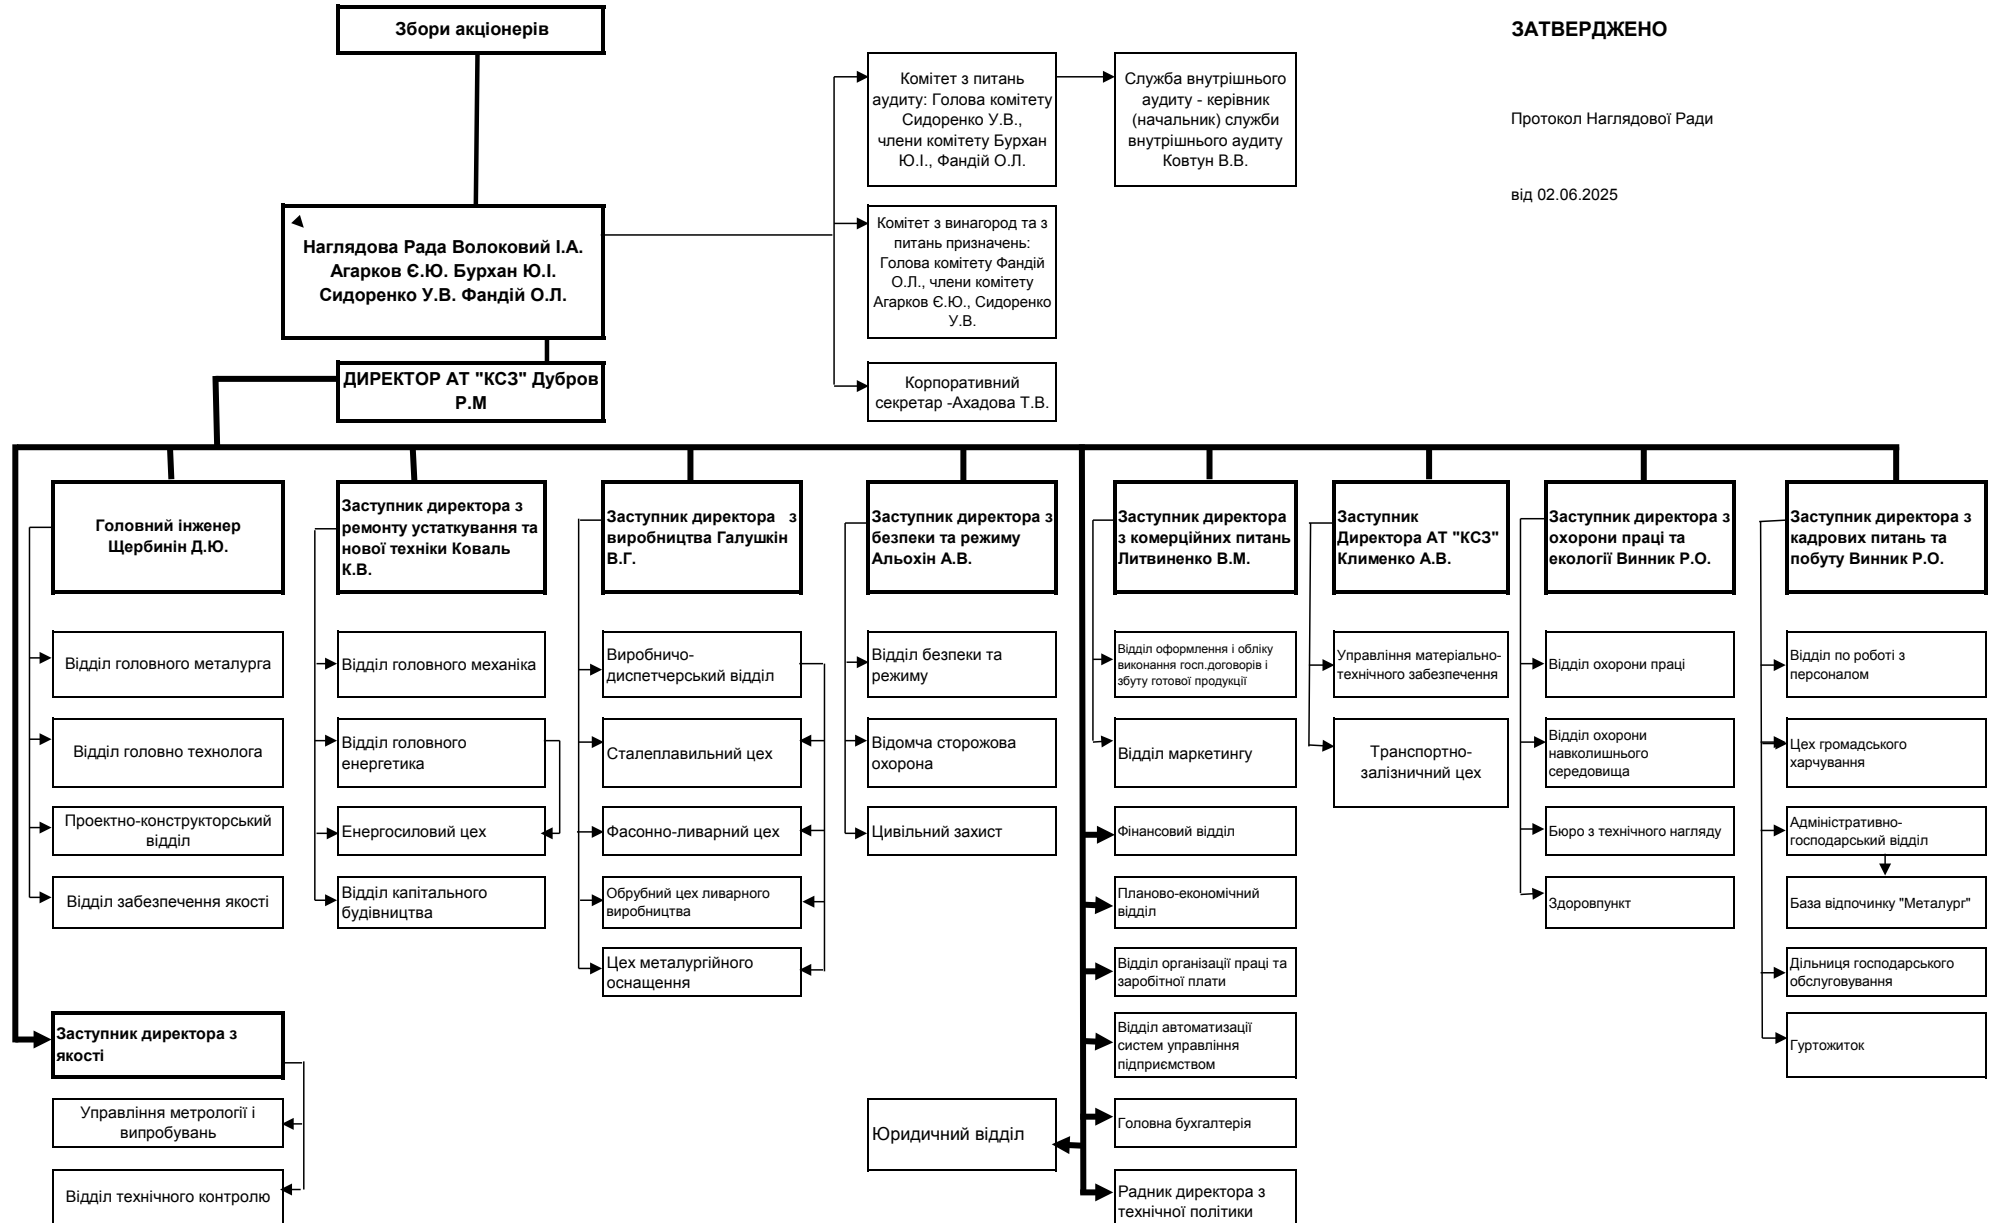 Збори акціонерів
ЗАТВЕРДЖЕНО
Комітет з питань
аудиту: Голова комітету
Сидоренко У.В.,
члени комітету Бурхан
Ю.І., Фандій О.Л.
Служба внутрішнього
аудиту - керівник
(начальник) служби
внутрішнього аудиту
Ковтун В.В.
Протокол Наглядової Ради
від 02.06.2025
Наглядова Рада Волоковий І.А.
Агарков Є.Ю. Бурхан Ю.І.
Сидоренко У.В. Фандій О.Л.
Комітет з винагород та з
питань призначень:
Голова комітету Фандій
О.Л., члени комітету
Агарков Є.Ю., Сидоренко
У.В.
ДИРЕКТОР АТ "КСЗ" Дубров
Р.М
Корпоративний
секретар -Ахадова Т.В.
Головний інженер
Щербинін Д.Ю.
Заступник директора з
ремонту устаткування та
нової техніки Коваль
К.В.
Заступник директора з
виробництва Галушкін
В.Г.
Заступник директора з
безпеки та режиму
Альохін А.В.
Заступник директора
з комерційних питань
Литвиненко В.М.
Заступник
Директора АТ "КСЗ"
Клименко А.В.
Заступник директора з
охорони праці та
екології Винник Р.О.
Заступник директора з
кадрових питань та
побуту Винник Р.О.
Відділ головного металурга
Відділ головного механіка
Виробничо-
диспетчерський відділ
Відділ безпеки та
режиму
Відділ оформлення і обліку
виконання госп.договорів і
збуту готової продукції
Управління матеріально-
технічного забезпечення
Відділ охорони праці
Відділ по роботі з
персоналом
Відділ головно технолога
Відділ головного
енергетика
Сталеплавильний цех
Відомча сторожова
охорона
Відділ маркетингу
Транспортно-
залізничний цех
Відділ охорони
навколишнього
середовища
Цех громадського
харчування
Проектно-конструкторський
відділ
Енергосиловий цех
Фасонно-ливарний цех
Цивільний захист
Фінансовий відділ
Бюро з технічного нагляду
Адміністративно-
господарський відділ
Відділ забезпечення якості
Відділ капітального
будівництва
Обрубний цех ливарного
виробництва
Планово-економічний
відділ
Здоровпункт
База відпочинку "Металург"
Цех металургійного
оснащення
Відділ організації праці та
заробітної плати
Дільниця господарського
обслуговування
Заступник директора з
якості
Відділ автоматизації
систем управління
підприємством
Гуртожиток
Управління метрології і
випробувань
Юридичний відділ
Головна бухгалтерія
Відділ технічного контролю
Радник директора з
технічної політики